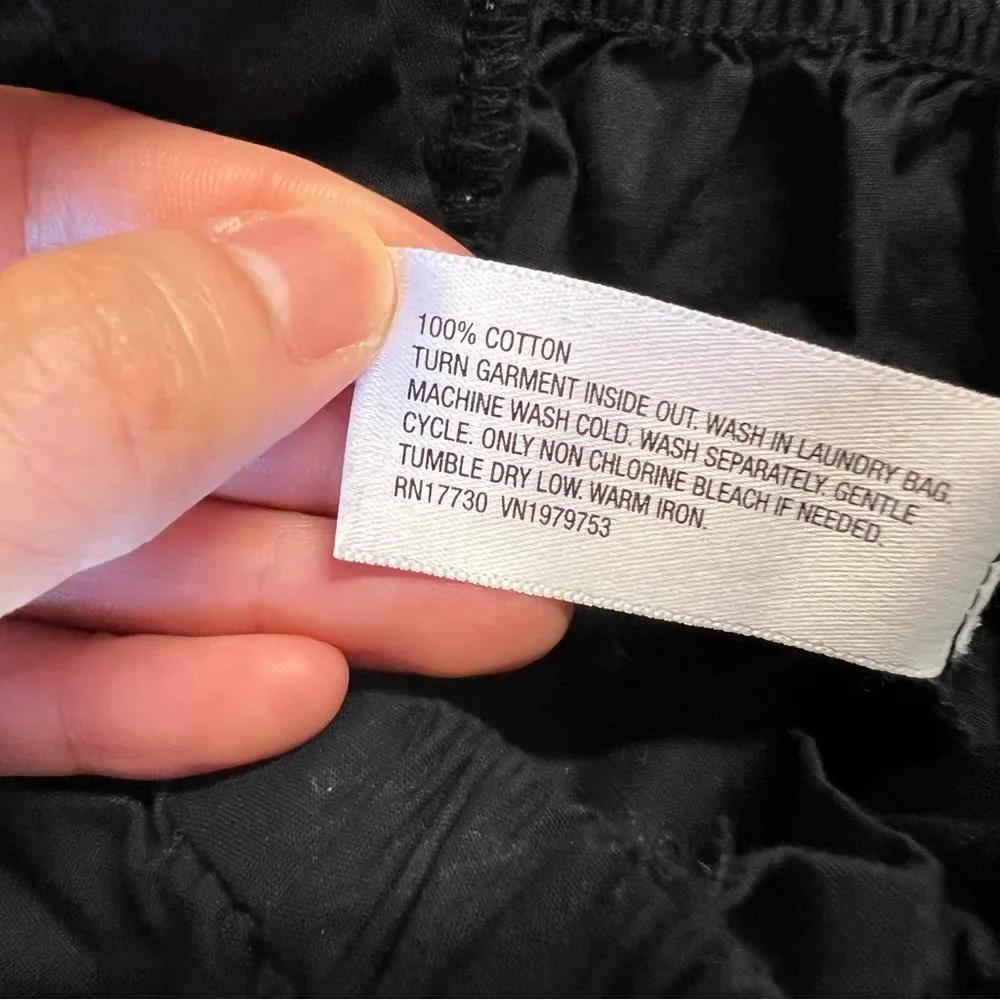 100% COTTON
TURN GARMENT INSIDE OUT. WASH IN LAUNDRY BAG.
MACHINE WASH COLD. WASH SEPARATELY. GENTLE
CYCLE. ONLY NON CHLORINE BLEACH IF NEEDED.
TUMBLE DRY LOW. WARM IRON.
RN17730 VN1979753